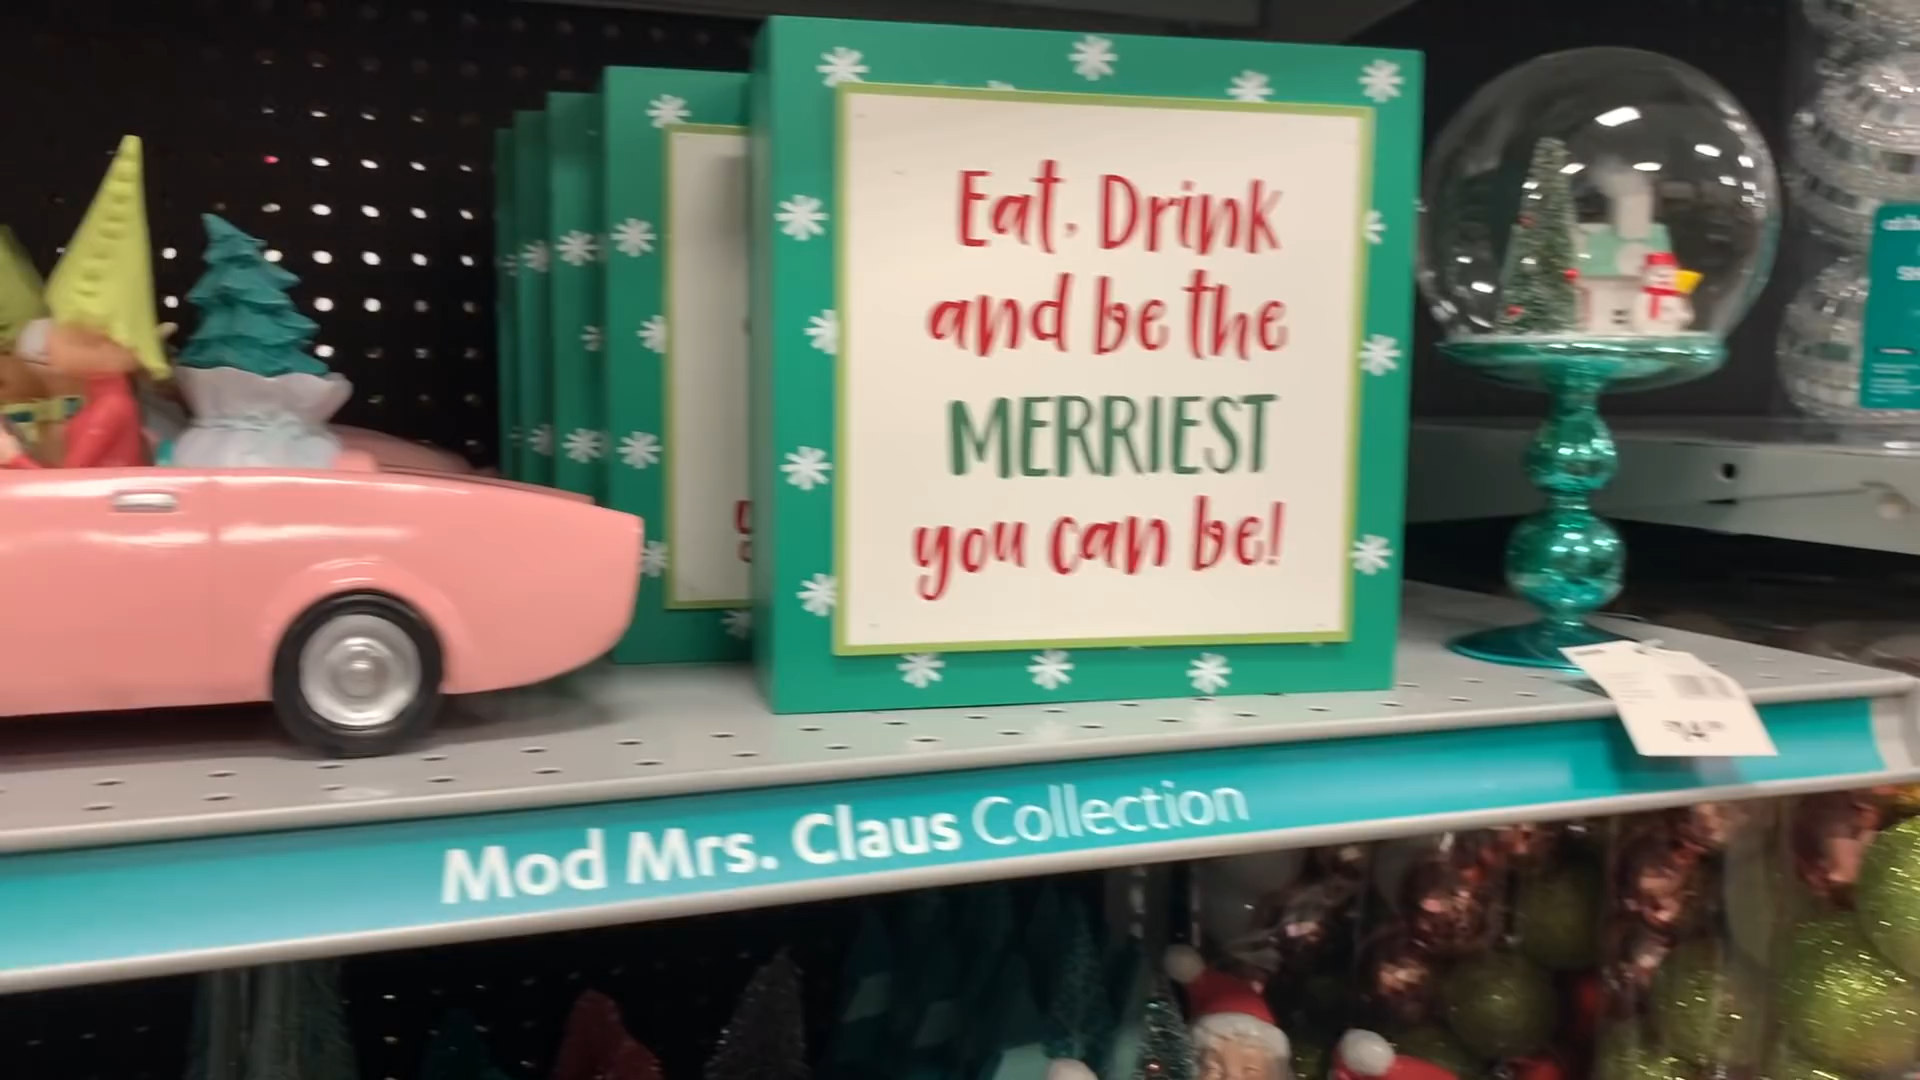 Eat, Drink
and be the
MERRIEST
you can be!
Mod Mrs. Claus Collection